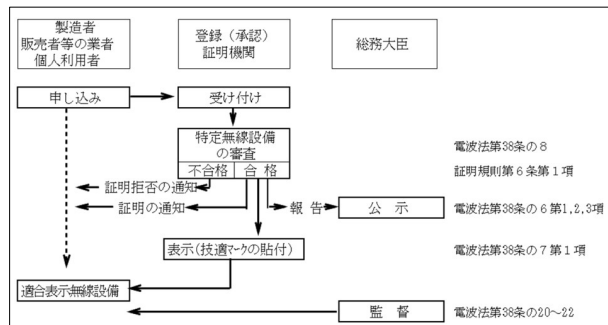 製造者
販売者等の業者
個人利用者
登録（承認）
証明機関
総務大臣
申し込み
受け付け
特定無線設備
の審査
不合格
合 格
電波法第38条の８
証明規則第６条第１項
証明拒否の通知
証明の通知
報 告
公 示
電波法第38条の６第1,2,3項
表示(技適ﾏｰｸの貼付)
電波法第38条の７第１項
適合表示無線設備
監 督
電波法第38条の20～22